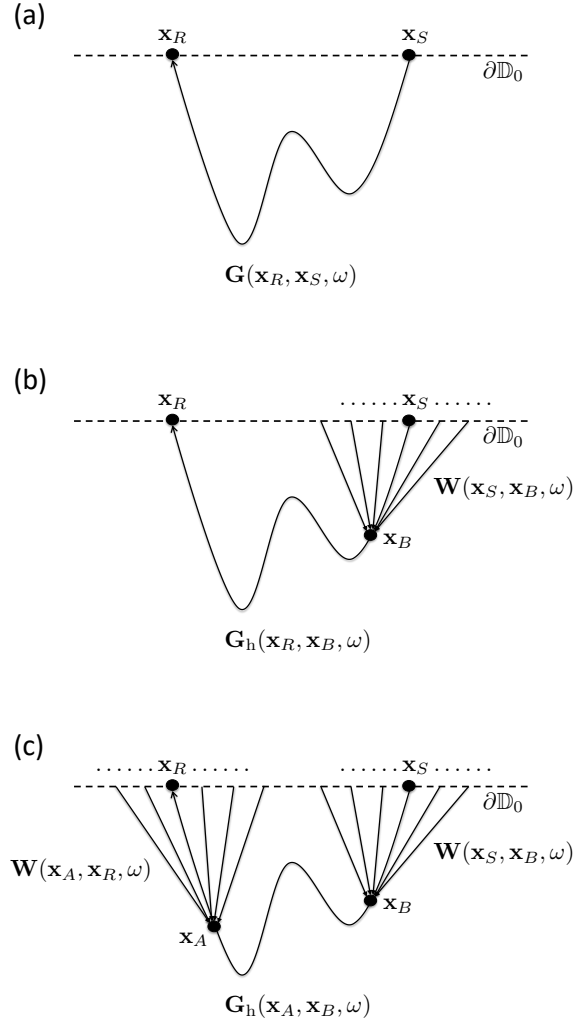 (a)
𝐱_R 𝐱_S
∂𝔻_0
𝐆(𝐱_R, 𝐱_S, ω)
(b)
𝐱_R ......𝐱_S......
∂𝔻_0
𝐖(𝐱_S, 𝐱_B, ω)
𝐱_B
𝐆_h(𝐱_R, 𝐱_B, ω)
(c)
......𝐱_R...... ......𝐱_S......
∂𝔻_0
𝐖(𝐱_A, 𝐱_R, ω) 𝐖(𝐱_S, 𝐱_B, ω)
𝐱_B
𝐱_A
𝐆_h(𝐱_A, 𝐱_B, ω)